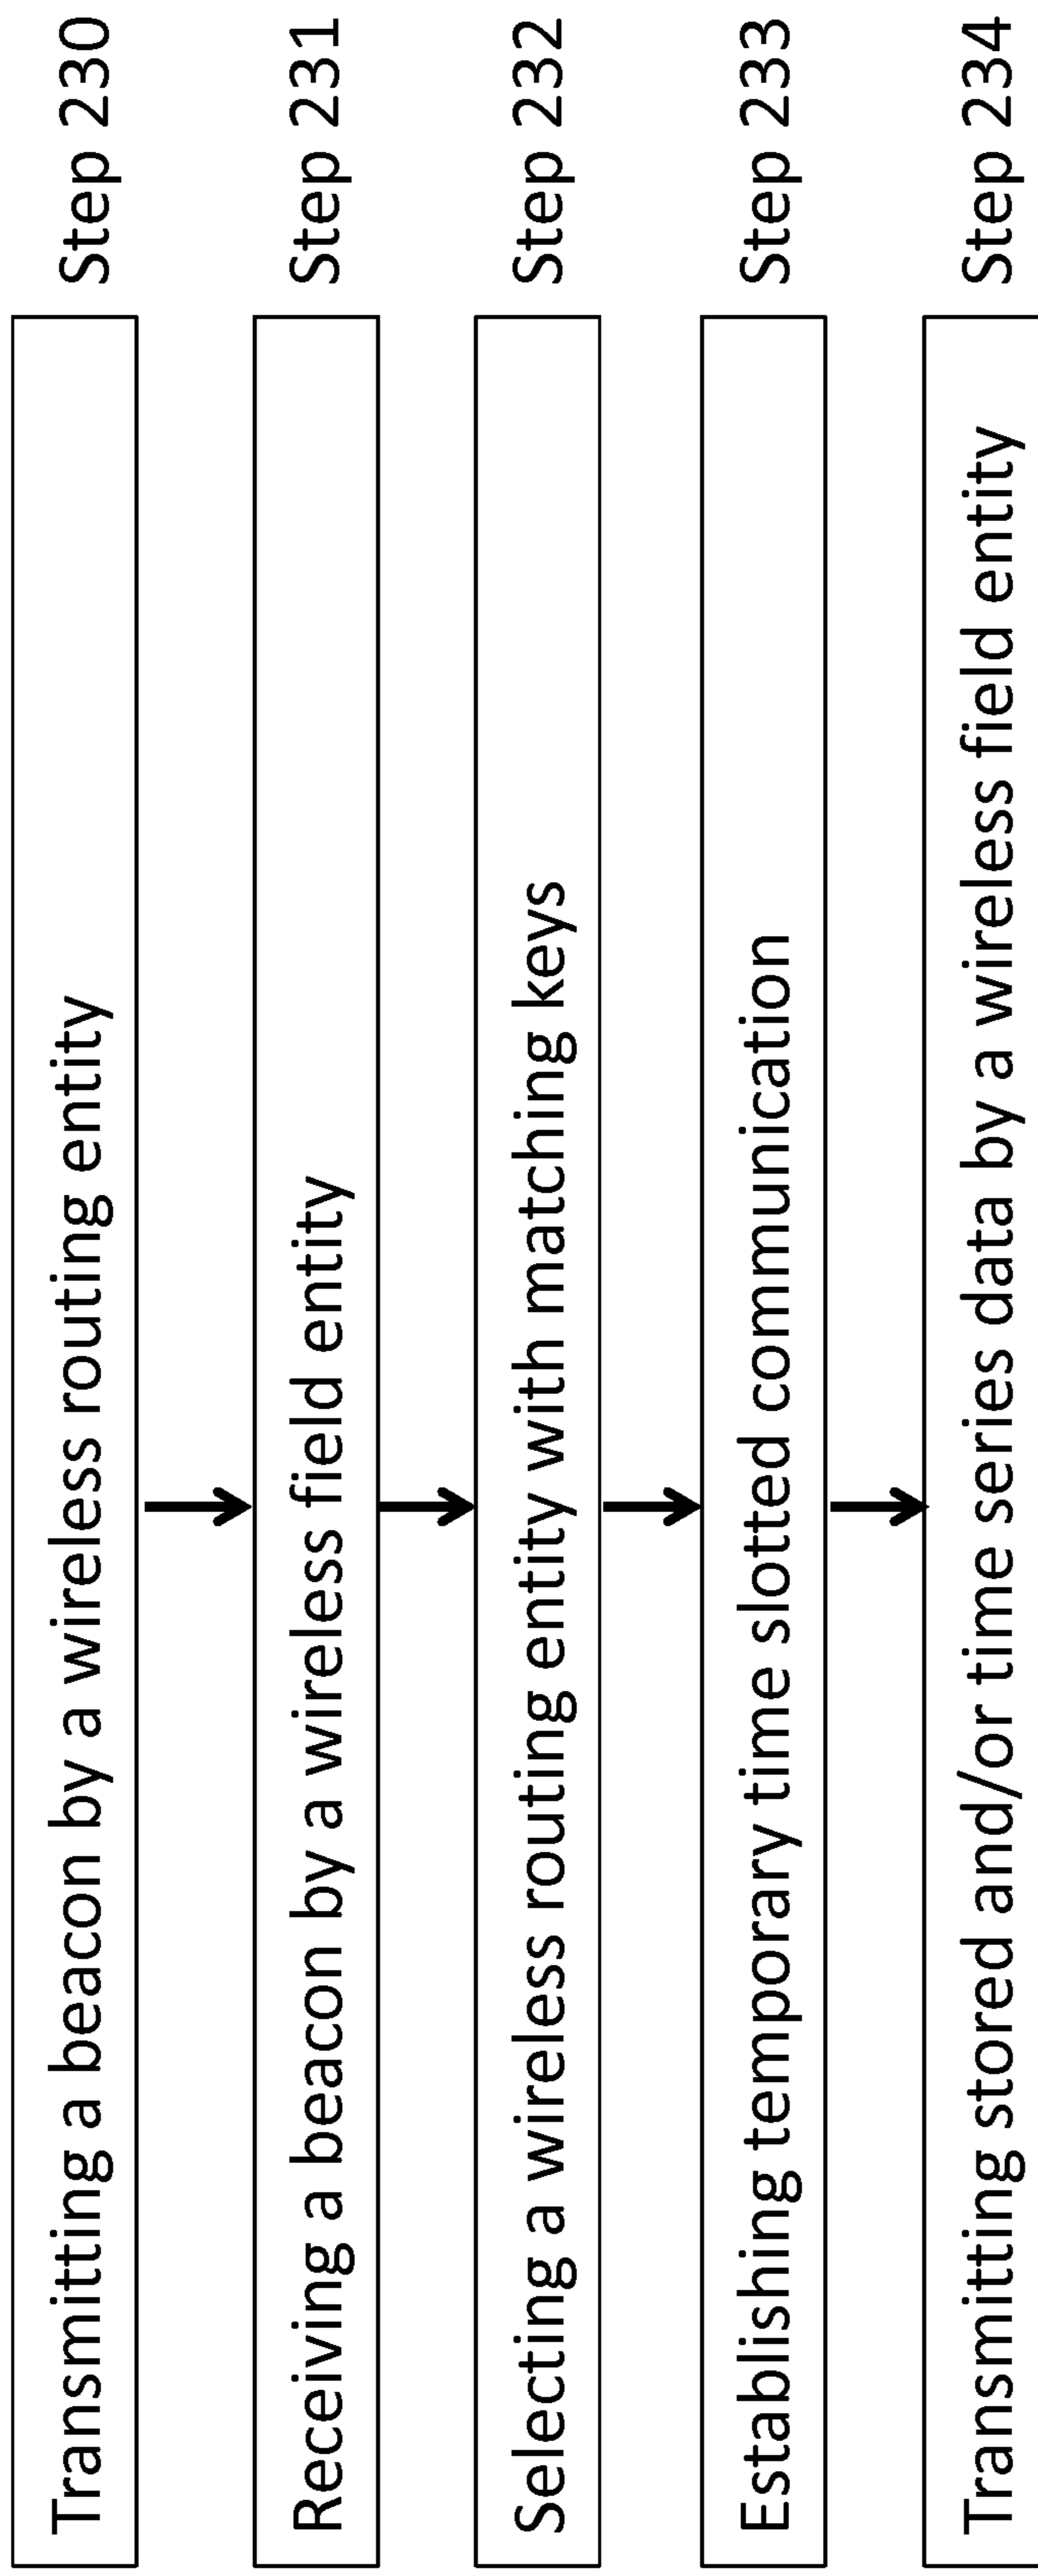 Transmitting a beacon by a wireless routing entity Step 230
Receiving a beacon by a wireless field entity Step 231
Selecting a wireless routing entity with matching keys Step 232
Establishing temporary time slotted communication Step 233
Transmitting stored and/or time series data by a wireless field entity Step 234